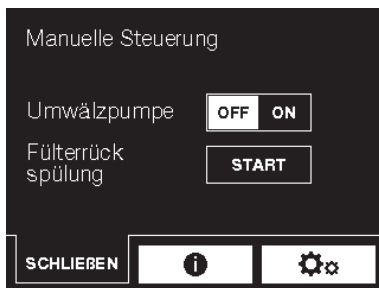 Manuelle Steuerung
Umwälzpumpe OFF ON
Fülterrück
spülung START
SCHLIEßEN